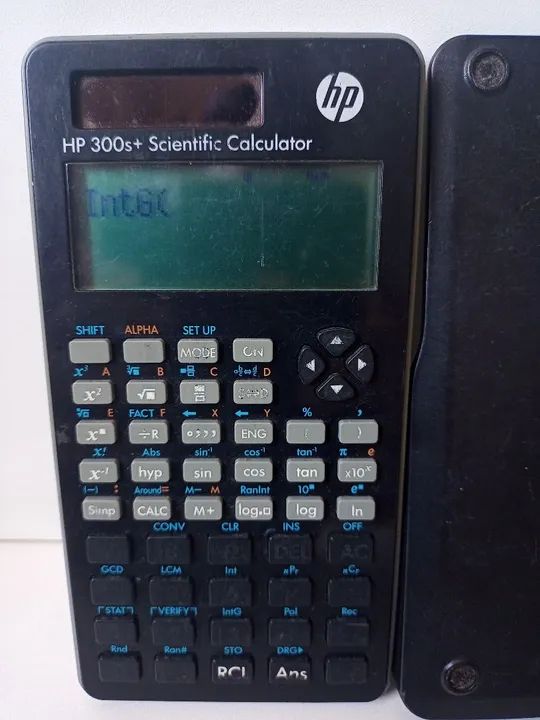 hp
HP 300s+ Scientific Calculator
IntG(
SHIFT ALPHA SET UP
MODE ON
x³ A ³√■ B C D
x² √■ S⇔D
E FACT F ← X ← Y % ,
x■ ÷R °,,, ENG ( )
x! Abs sin⁻¹ cos⁻¹ tan⁻¹ π e
x⁻¹ hyp sin cos tan ×10ˣ
(−) : Around= M− M RanInt 10■ e■
Simp CALC M+ log.□ log ln
CONV CLR INS OFF
DEL AC
GCD LCM Int nPr nCr
STAT VERIFY IntG Pol Rec
Rnd Ran# STO DRG▸
RCL Ans